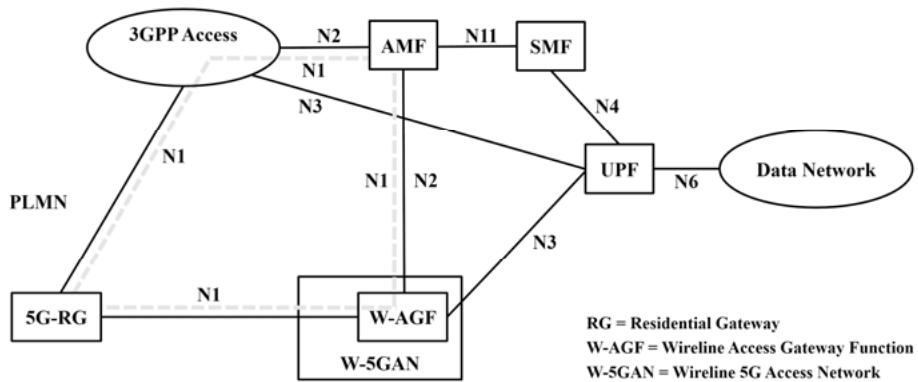 3GPP Access
N2
AMF
N11
SMF
N1
N3
N4
N1
UPF
N6
Data Network
N1
N2
PLMN
N3
N1
5G-RG
W-AGF
W-5GAN
RG = Residential Gateway
W-AGF = Wireline Access Gateway Function
W-5GAN = Wireline 5G Access Network